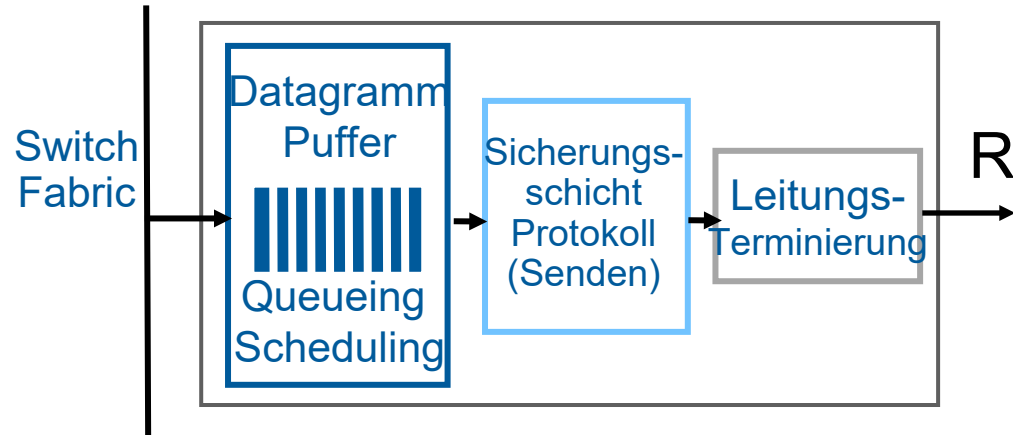 Switch
Fabric
Datagramm
Puffer
Queueing
Scheduling
Sicherungs-
schicht
Protokoll
(Senden)
Leitungs-
Terminierung
R